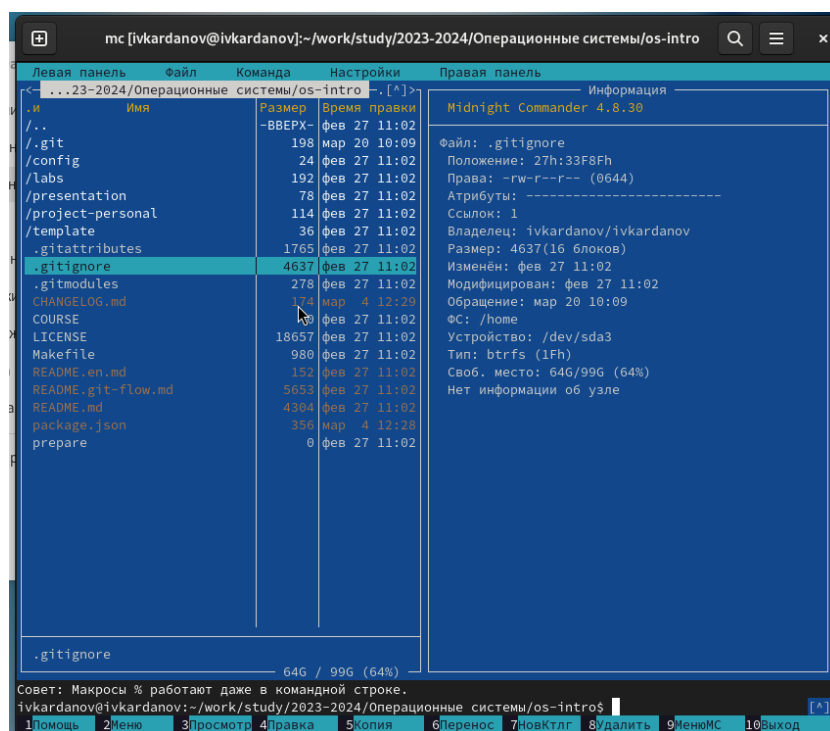 mc [ivkardanov@ivkardanov]:~/work/study/2023-2024/Операционные системы/os-intro
Левая панель Файл Команда Настройки Правая панель
<— ...23-2024/Операционные системы/os-intro —.[^]>
.и Имя Размер Время правки
/.. -ВВЕРХ- фев 27 11:02
/.git 198 мар 20 10:09
/config 24 фев 27 11:02
/labs 192 фев 27 11:02
/presentation 78 фев 27 11:02
/project-personal 114 фев 27 11:02
/template 36 фев 27 11:02
.gitattributes 1765 фев 27 11:02
.gitignore 4637 фев 27 11:02
.gitmodules 278 фев 27 11:02
CHANGELOG.md 174 мар 4 12:29
COURSE 0 фев 27 11:02
LICENSE 18657 фев 27 11:02
Makefile 980 фев 27 11:02
README.en.md 152 фев 27 11:02
README.git-flow.md 5653 фев 27 11:02
README.md 4304 фев 27 11:02
package.json 356 мар 4 12:28
prepare 0 фев 27 11:02
.gitignore
64G / 99G (64%)
Информация
Midnight Commander 4.8.30
Файл: .gitignore
Положение: 27h:33F8Fh
Права: -rw-r--r-- (0644)
Атрибуты: -------------------------
Ссылок: 1
Владелец: ivkardanov/ivkardanov
Размер: 4637(16 блоков)
Изменён: фев 27 11:02
Модифицирован: фев 27 11:02
Обращение: мар 20 10:09
ФС: /home
Устройство: /dev/sda3
Тип: btrfs (1Fh)
Своб. место: 64G/99G (64%)
Нет информации об узле
Совет: Макросы % работают даже в командной строке.
ivkardanov@ivkardanov:~/work/study/2023-2024/Операционные системы/os-intro$ [^]
1Помощь 2Меню 3Просмотр 4Правка 5Копия 6Перенос 7НовКтлг 8Удалить 9МенюМС 10Выход